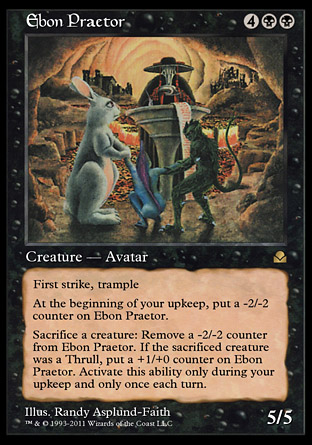 Ebon Praetor 4
Creature — Avatar
First strike, trample
At the beginning of your upkeep, put a -2/-2
counter on Ebon Praetor.
Sacrifice a creature: Remove a -2/-2 counter
from Ebon Praetor. If the sacrificed creature
was a Thrull, put a +1/+0 counter on Ebon
Praetor. Activate this ability only during your
upkeep and only once each turn.
Illus. Randy Asplund-Faith
™ & © 1993-2011 Wizards of the Coast LLC
5/5